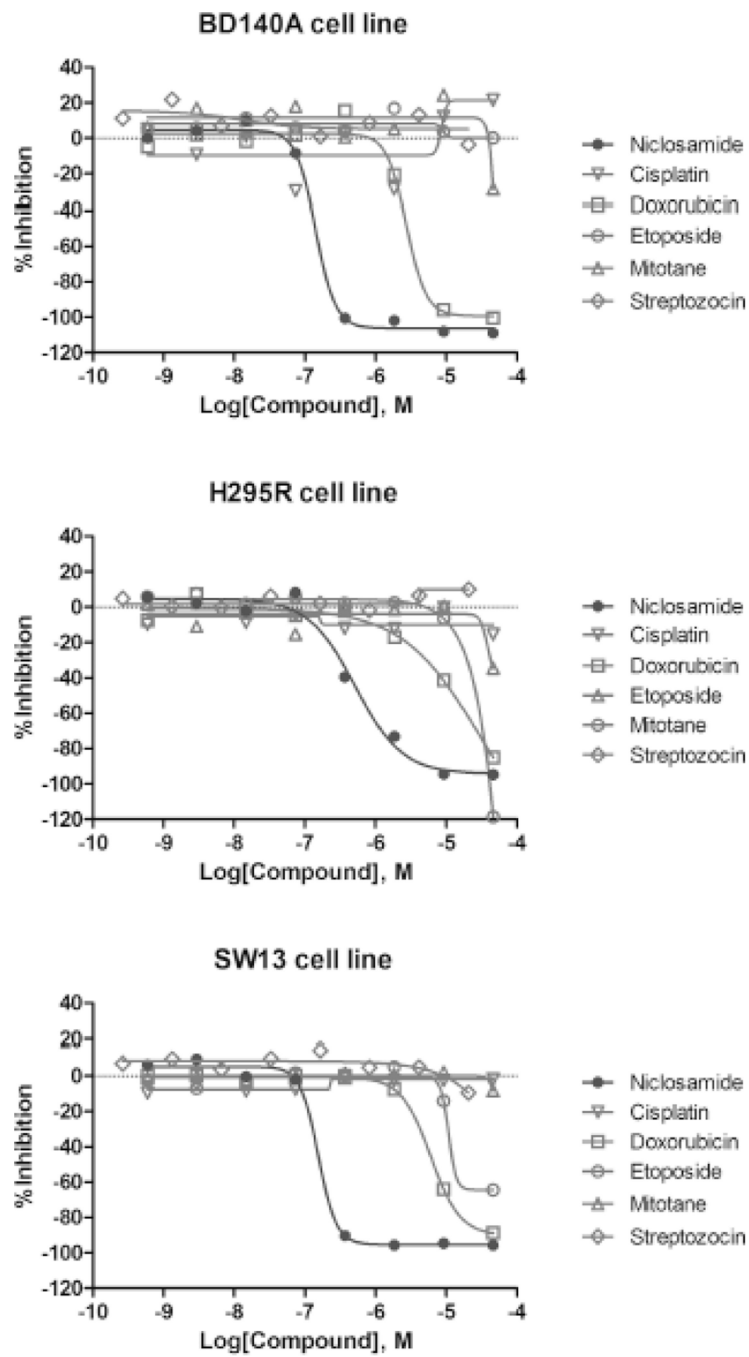 BD140A cell line
40
20
0
-20
-40
-60
-80
-100
-120
% Inhibition
-10 -9 -8 -7 -6 -5 -4
Log[Compound], M
Niclosamide
Cisplatin
Doxorubicin
Etoposide
Mitotane
Streptozocin
H295R cell line
40
20
0
-20
-40
-60
-80
-100
-120
% Inhibition
-10 -9 -8 -7 -6 -5 -4
Log[Compound], M
Niclosamide
Cisplatin
Doxorubicin
Etoposide
Mitotane
Streptozocin
SW13 cell line
40
20
0
-20
-40
-60
-80
-100
-120
% Inhibition
-10 -9 -8 -7 -6 -5 -4
Log[Compound], M
Niclosamide
Cisplatin
Doxorubicin
Etoposide
Mitotane
Streptozocin